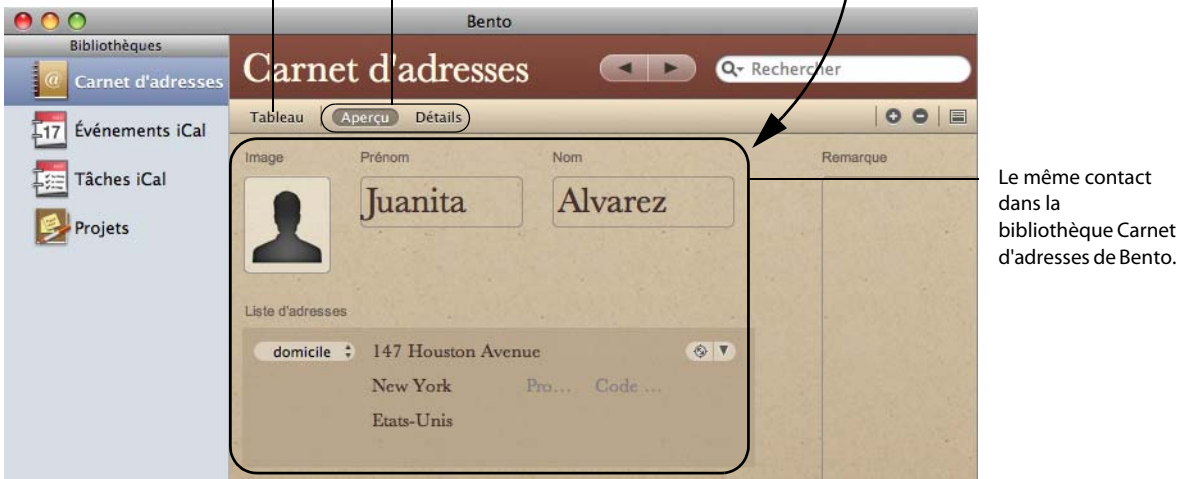 Bento
Bibliothèques
Carnet d'adresses
Événements iCal
17
Tâches iCal
Projets
Carnet d'adresses
Rechercher
Tableau
Aperçu
Détails
Image
Prénom
Nom
Remarque
Juanita
Alvarez
Liste d'adresses
domicile
147 Houston Avenue
New York
Pro…
Code …
Etats-Unis
Le même contact
dans la
bibliothèque Carnet
d'adresses de Bento.